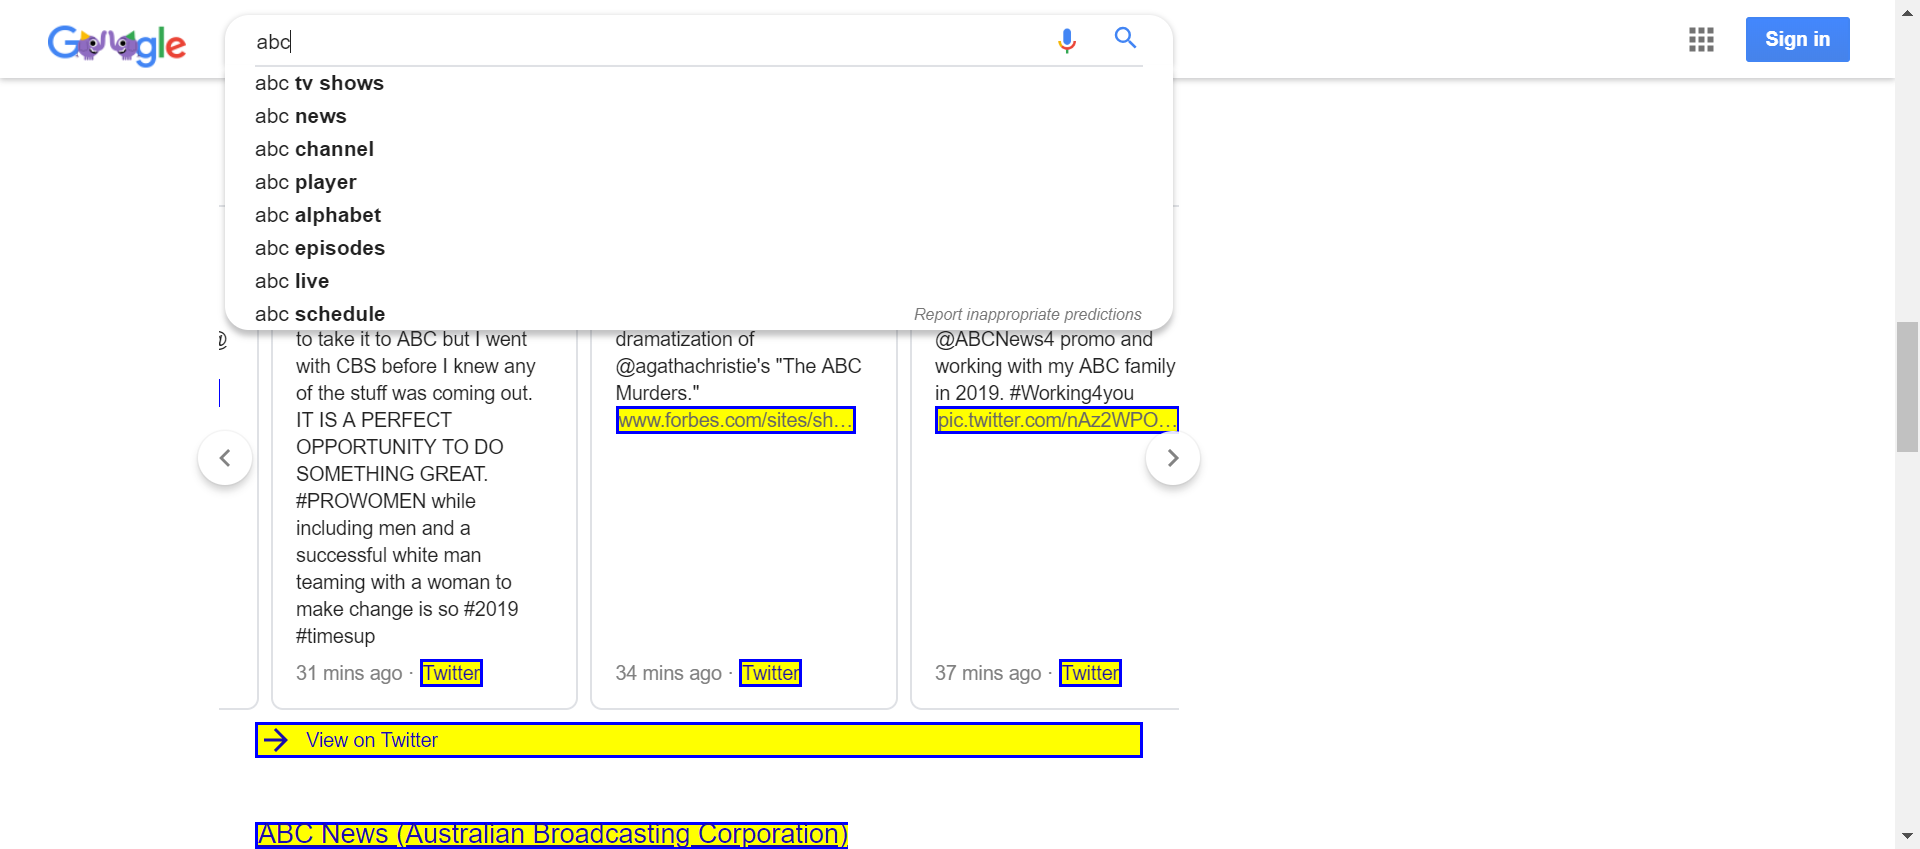 Google
abc
Sign in
abc tv shows
abc news
abc channel
abc player
abc alphabet
abc episodes
abc live
abc schedule
Report inappropriate predictions
@
to take it to ABC but I went
with CBS before I knew any
of the stuff was coming out.
IT IS A PERFECT
OPPORTUNITY TO DO
SOMETHING GREAT.
#PROWOMEN while
including men and a
successful white man
teaming with a woman to
make change is so #2019
#timesup
31 mins ago · Twitter
dramatization of
@agathachristie's "The ABC
Murders."
www.forbes.com/sites/sh...
34 mins ago · Twitter
@ABCNews4 promo and
working with my ABC family
in 2019. #Working4you
pic.twitter.com/nAz2WPO...
37 mins ago · Twitter
View on Twitter
ABC News (Australian Broadcasting Corporation)